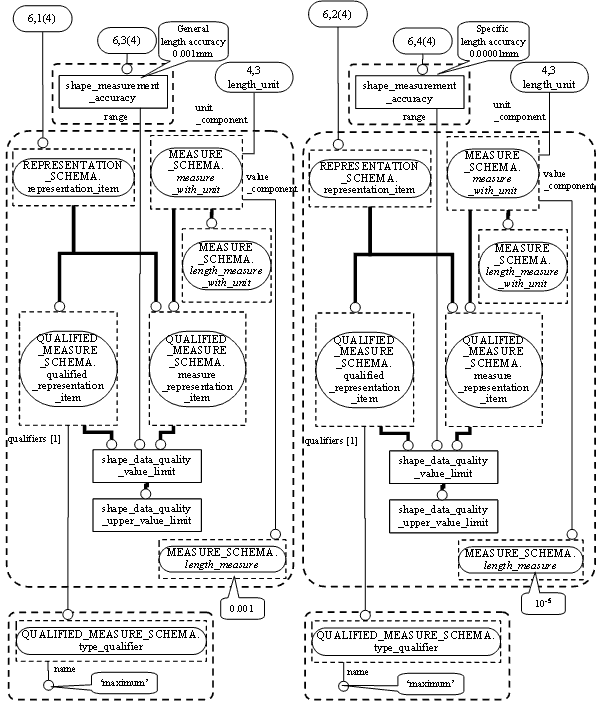 6,1(4)
6,3(4)
General
length accuracy
0.001mm
shape_measurement
_accuracy
range
4,3
length_unit
unit
_component
REPRESENTATION
_SCHEMA.
representation_item
MEASURE
_SCHEMA.
measure
_with_unit
value
_component
MEASURE
_SCHEMA.
length_measure
_with_unit
QUALIFIED
_MEASURE
_SCHEMA.
qualified
_representation
_item
QUALIFIED
_MEASURE
_SCHEMA.
measure
_representation
_item
qualifiers [1]
shape_data_quality
_value_limit
shape_data_quality
_upper_value_limit
MEASURE_SCHEMA.
length_measure
0.001
QUALIFIED_MEASURE_SCHEMA.
type_qualifier
name
‘maximum’
6,2(4)
6,4(4)
Specific
length accuracy
0.00001mm
shape_measurement
_accuracy
range
4,3
length_unit
unit
_component
REPRESENTATION
_SCHEMA.
representation_item
MEASURE
_SCHEMA.
measure
_with_unit
value
_component
MEASURE
_SCHEMA.
length_measure
_with_unit
QUALIFIED
_MEASURE
_SCHEMA.
qualified
_representation
_item
QUALIFIED
_MEASURE
_SCHEMA.
measure
_representation
_item
qualifiers [1]
shape_data_quality
_value_limit
shape_data_quality
_upper_value_limit
MEASURE_SCHEMA.
length_measure
10⁻⁵
QUALIFIED_MEASURE_SCHEMA.
type_qualifier
name
‘maximum’